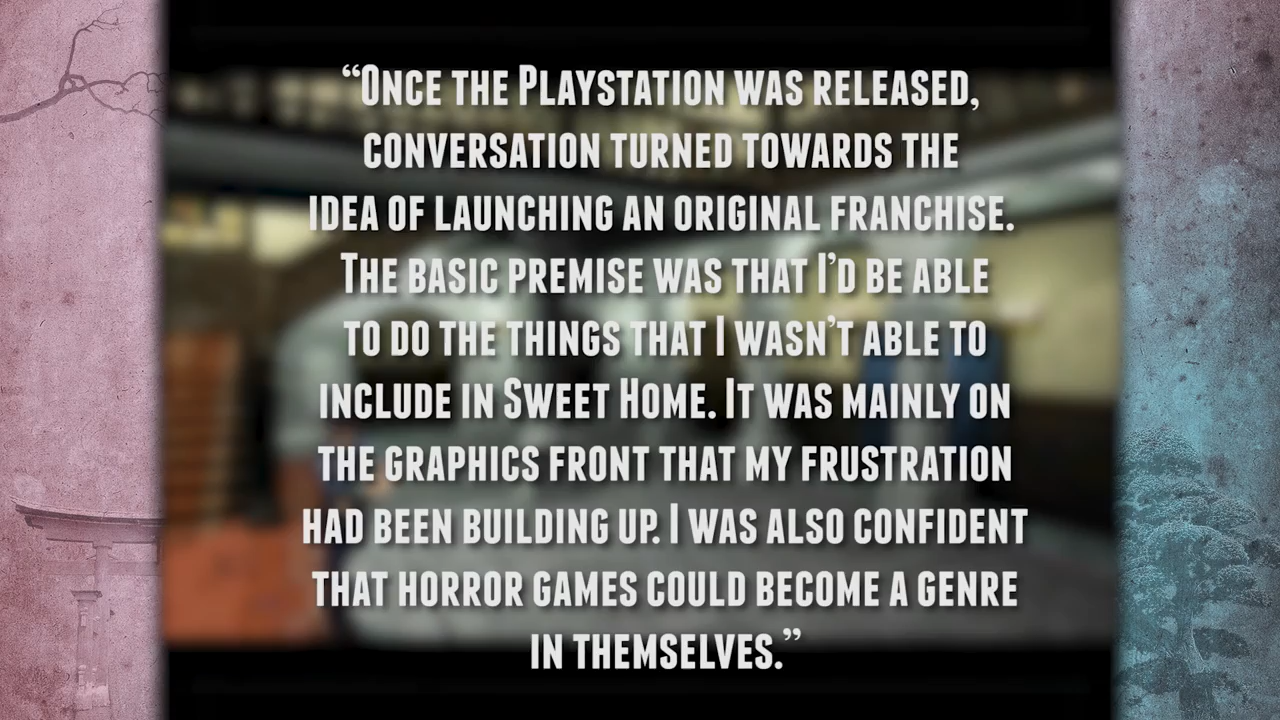 “Once the Playstation was released,
conversation turned towards the
idea of launching an original franchise.
The basic premise was that I’d be able
to do the things that I wasn’t able to
include in Sweet Home. It was mainly on
the graphics front that my frustration
had been building up. I was also confident
that horror games could become a genre
in themselves.”